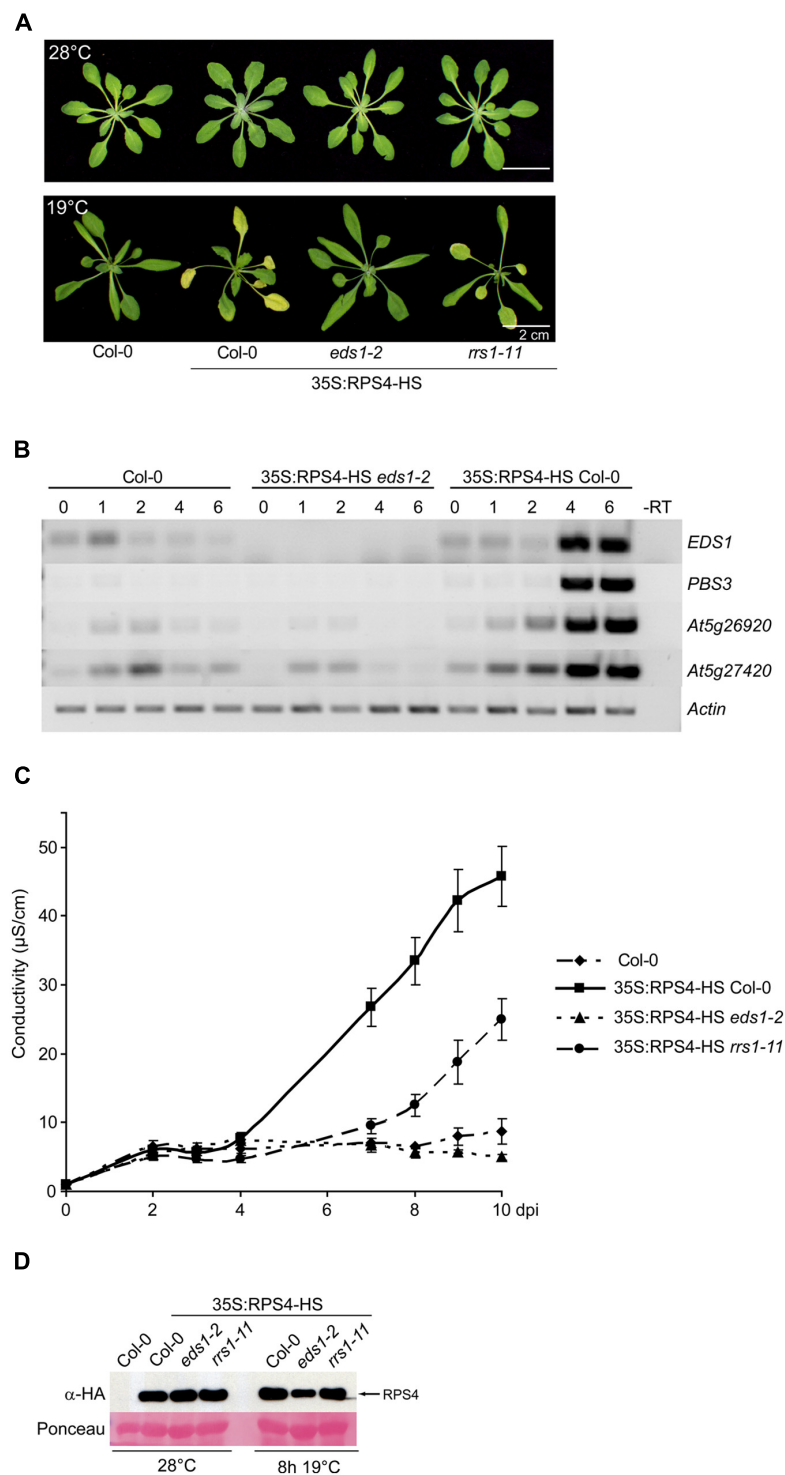 A
28°C
19°C
2 cm
Col-0 Col-0 eds1-2 rrs1-11
35S:RPS4-HS
B
Col-0 35S:RPS4-HS eds1-2 35S:RPS4-HS Col-0
0 1 2 4 6 0 1 2 4 6 0 1 2 4 6 -RT
EDS1
PBS3
At5g26920
At5g27420
Actin
C
Conductivity (µS/cm)
50
40
30
20
10
0
0 2 4 6 8 10 dpi
Col-0
35S:RPS4-HS Col-0
35S:RPS4-HS eds1-2
35S:RPS4-HS rrs1-11
D
35S:RPS4-HS
Col-0 Col-0 eds1-2 rrs1-11 Col-0 eds1-2 rrs1-11
α-HA RPS4
Ponceau
28°C 8h 19°C